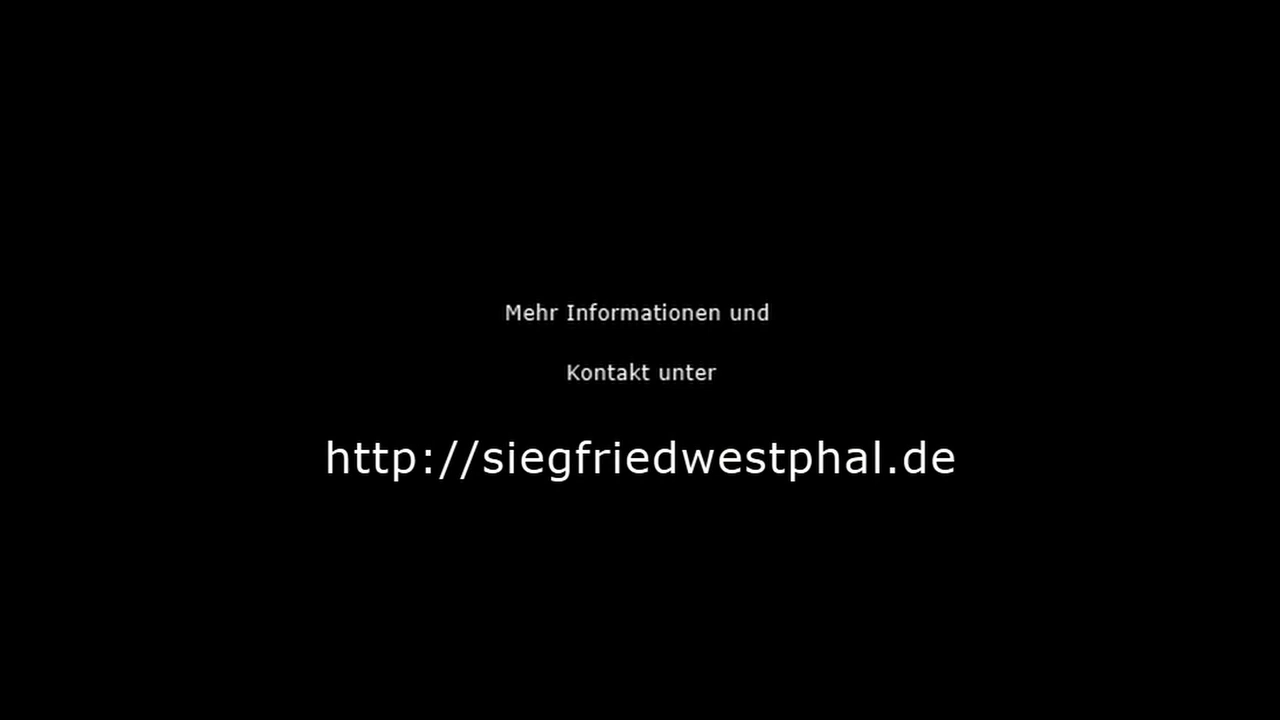 Mehr Informationen und
Kontakt unter
http://siegfriedwestphal.de